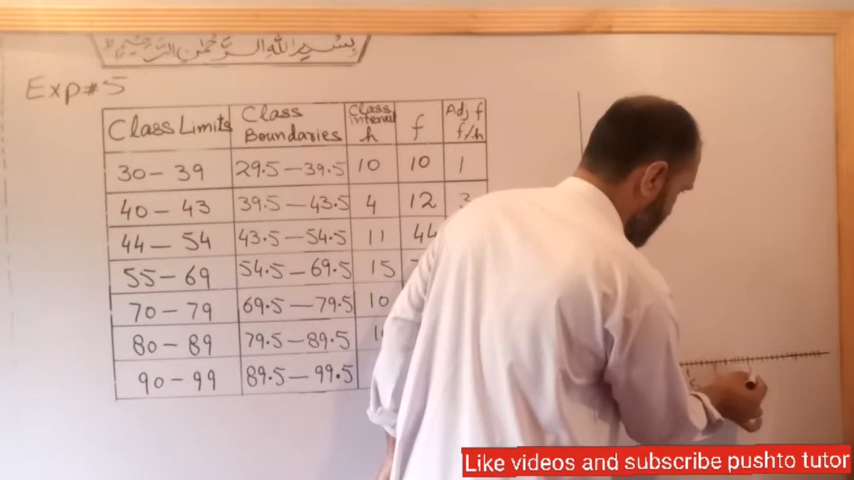 بِسْمِ اللهِ الرَّحْمٰنِ الرَّحِيْمِ
Exp#5
Class Limits | Class Boundaries | Class interval h | f | Adj f f/h
30 – 39 | 29.5 – 39.5 | 10 | 10 | 1
40 – 43 | 39.5 – 43.5 | 4 | 12 | 3
44 – 54 | 43.5 – 54.5 | 11 | 44
55 – 69 | 54.5 – 69.5 | 15
70 – 79 | 69.5 – 79.5 | 10
80 – 89 | 79.5 – 89.5
90 – 99 | 89.5 – 99.5
Like videos and subscribe pushto tutor